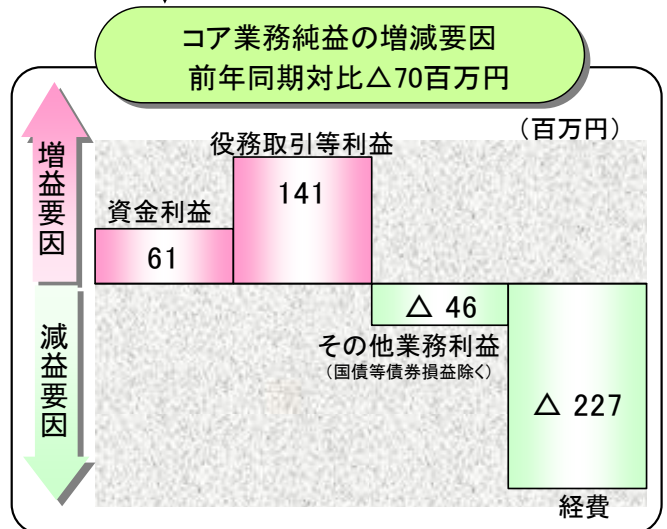 コア業務純益の増減要因
前年同期対比△70百万円
（百万円）
増益要因
役務取引等利益
141
資金利益
61
減益要因
△ 46
その他業務利益
（国債等債券損益除く）
△ 227
経費